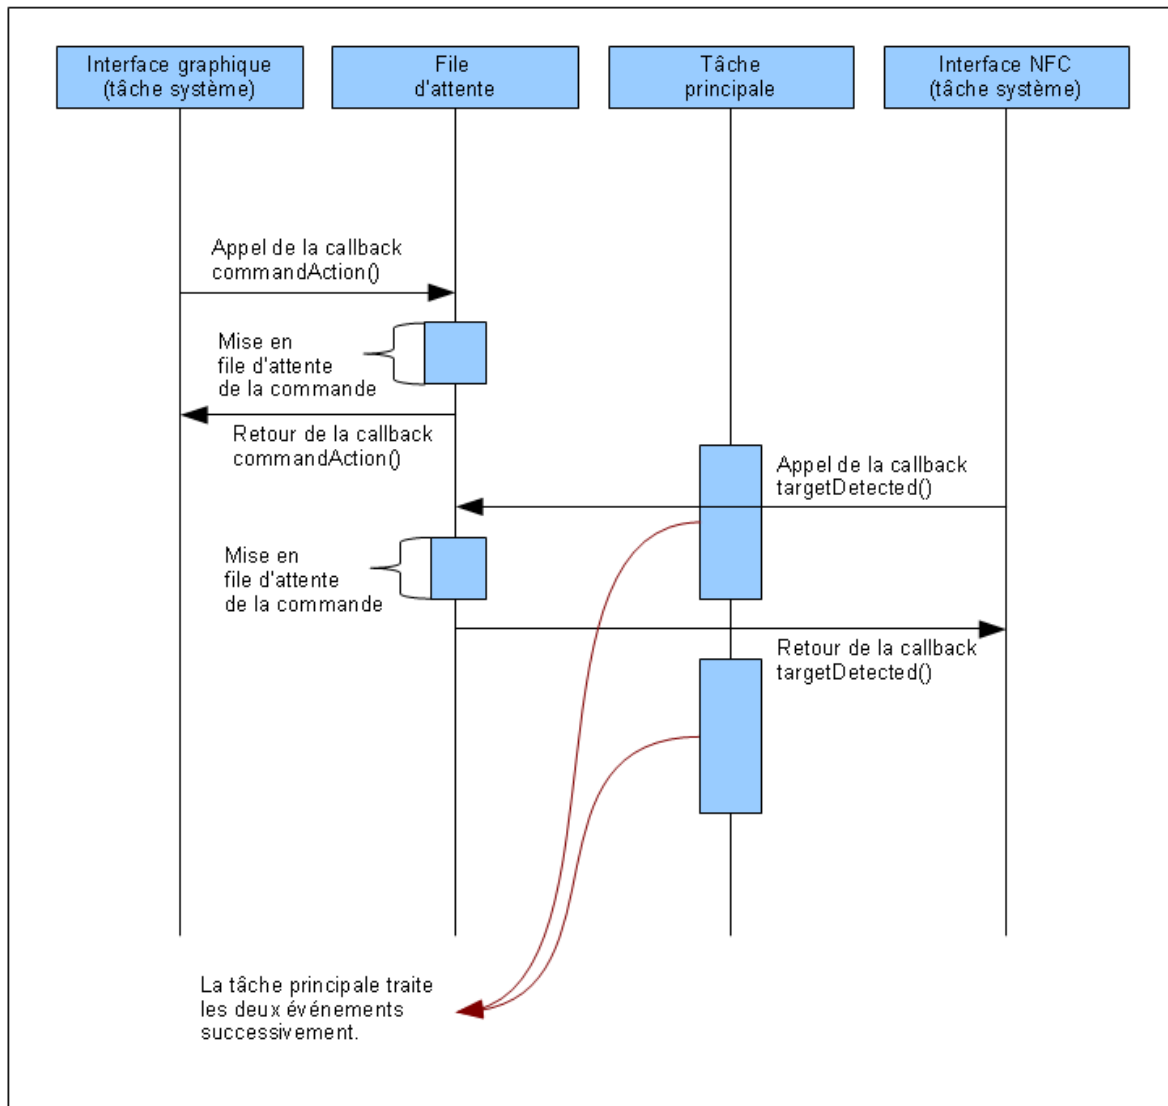 Interface graphique
(tâche système)
File
d'attente
Tâche
principale
Interface NFC
(tâche système)
Appel de la callback
commandAction()
Mise en
file d'attente
de la commande
Retour de la callback
commandAction()
Appel de la callback
targetDetected()
Mise en
file d'attente
de la commande
Retour de la callback
targetDetected()
La tâche principale traite
les deux événements
successivement.